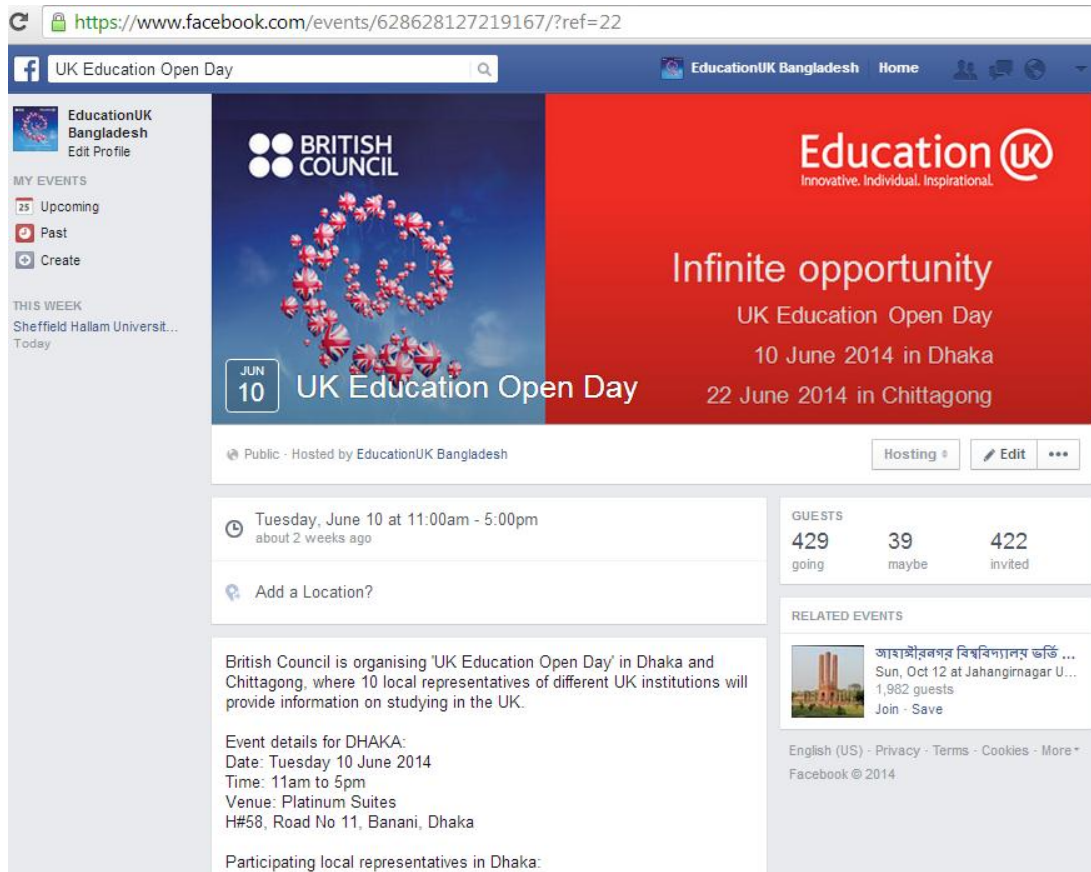 https://www.facebook.com/events/628628127219167/?ref=22
UK Education Open Day
EducationUK Bangladesh Home
EducationUK
Bangladesh
Edit Profile
MY EVENTS
25 Upcoming
Past
Create
THIS WEEK
Sheffield Hallam Universit...
Today
BRITISH
COUNCIL
Education UK
Innovative. Individual. Inspirational.
Infinite opportunity
UK Education Open Day
10 June 2014 in Dhaka
22 June 2014 in Chittagong
JUN
10
UK Education Open Day
Public · Hosted by EducationUK Bangladesh
Hosting
Edit
Tuesday, June 10 at 11:00am - 5:00pm
about 2 weeks ago
Add a Location?
British Council is organising 'UK Education Open Day' in Dhaka and
Chittagong, where 10 local representatives of different UK institutions will
provide information on studying in the UK.
Event details for DHAKA:
Date: Tuesday 10 June 2014
Time: 11am to 5pm
Venue: Platinum Suites
H#58, Road No 11, Banani, Dhaka
Participating local representatives in Dhaka:
GUESTS
429 39 422
going maybe invited
RELATED EVENTS
জাহাঙ্গীরনগর বিশ্ববিদ্যালয় ভর্তি ...
Sun, Oct 12 at Jahangirnagar U...
1,982 guests
Join · Save
English (US) · Privacy · Terms · Cookies · More
Facebook © 2014